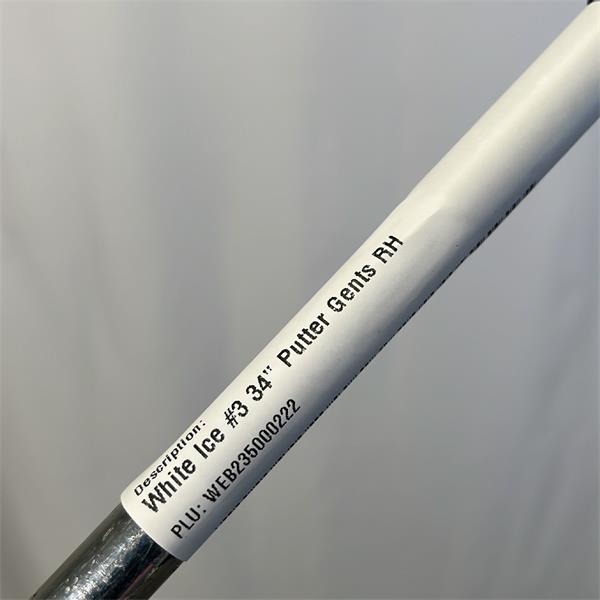 Description:
White Ice #3 34" Putter Gents RH
PLU: WEB235000222